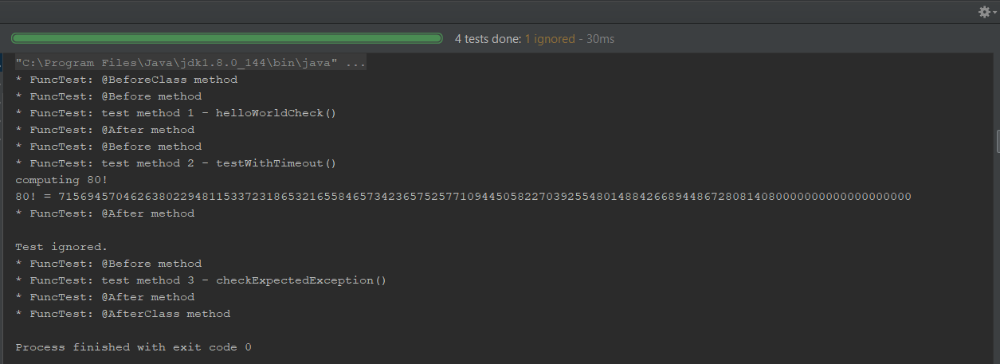 4 tests done: 1 ignored - 30ms
"C:\Program Files\Java\jdk1.8.0_144\bin\java" ...
* FuncTest: @BeforeClass method
* FuncTest: @Before method
* FuncTest: test method 1 - helloWorldCheck()
* FuncTest: @After method
* FuncTest: @Before method
* FuncTest: test method 2 - testWithTimeout()
computing 80!
80! = 71569457046263802294811533723186532165584657342365752577109445058227039255480148842668944867280814080000000000000000000
* FuncTest: @After method
Test ignored.
* FuncTest: @Before method
* FuncTest: test method 3 - checkExpectedException()
* FuncTest: @After method
* FuncTest: @AfterClass method
Process finished with exit code 0